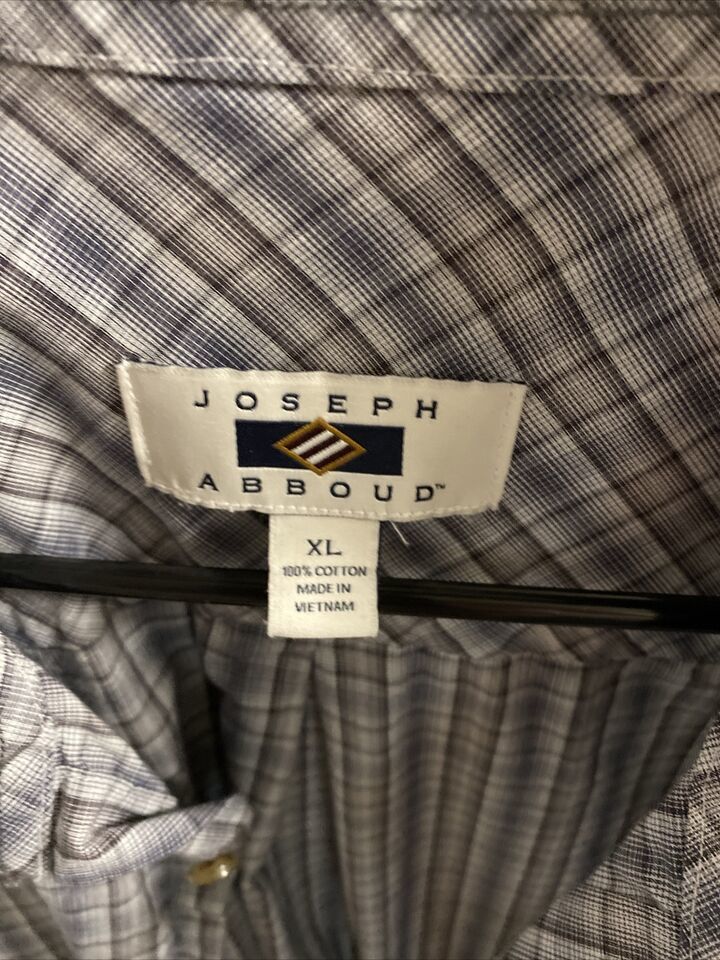 JOSEPH
ABBOUD™
XL
100% COTTON
MADE IN
VIETNAM